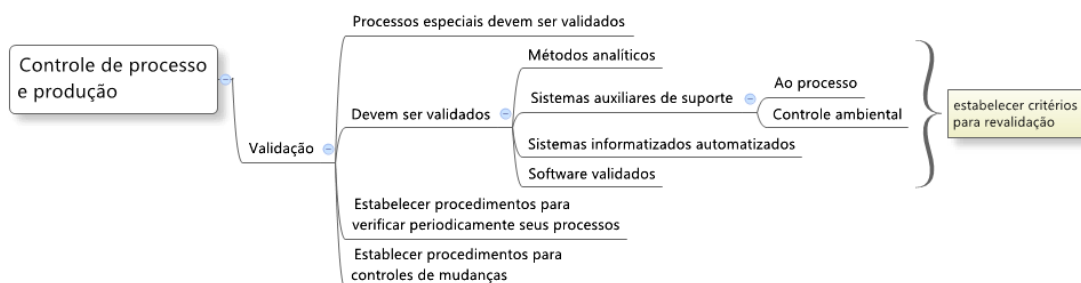 Controle de processo
e produção
Validação
Processos especiais devem ser validados
Devem ser validados
Métodos analíticos
Sistemas auxiliares de suporte
Ao processo
Controle ambiental
Sistemas informatizados automatizados
Software validados
estabelecer critérios
para revalidação
Estabelecer procedimentos para
verificar periodicamente seus processos
Establecer procedimentos para
controles de mudanças